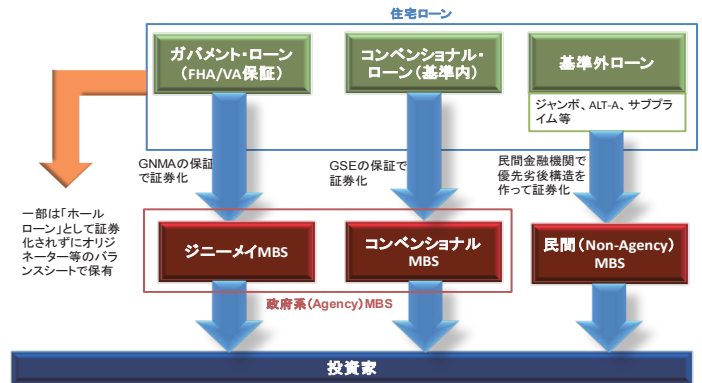 住宅ローン
ガバメント・ローン
（FHA/VA保証）
コンベンショナル・
ローン（基準内）
基準外ローン
ジャンボ、ALT-A、サブプラ
イム等
GNMAの保証
で証券化
GSEの保証で
証券化
民間金融機関で
優先劣後構造を
作って証券化
一部は「ホール
ローン」として証券
化されずにオリジ
ネーター等のバラ
ンスシートで保有
ジニーメイMBS
コンベンショナル
MBS
民間（Non-Agency）
MBS
政府系（Agency）MBS
投資家